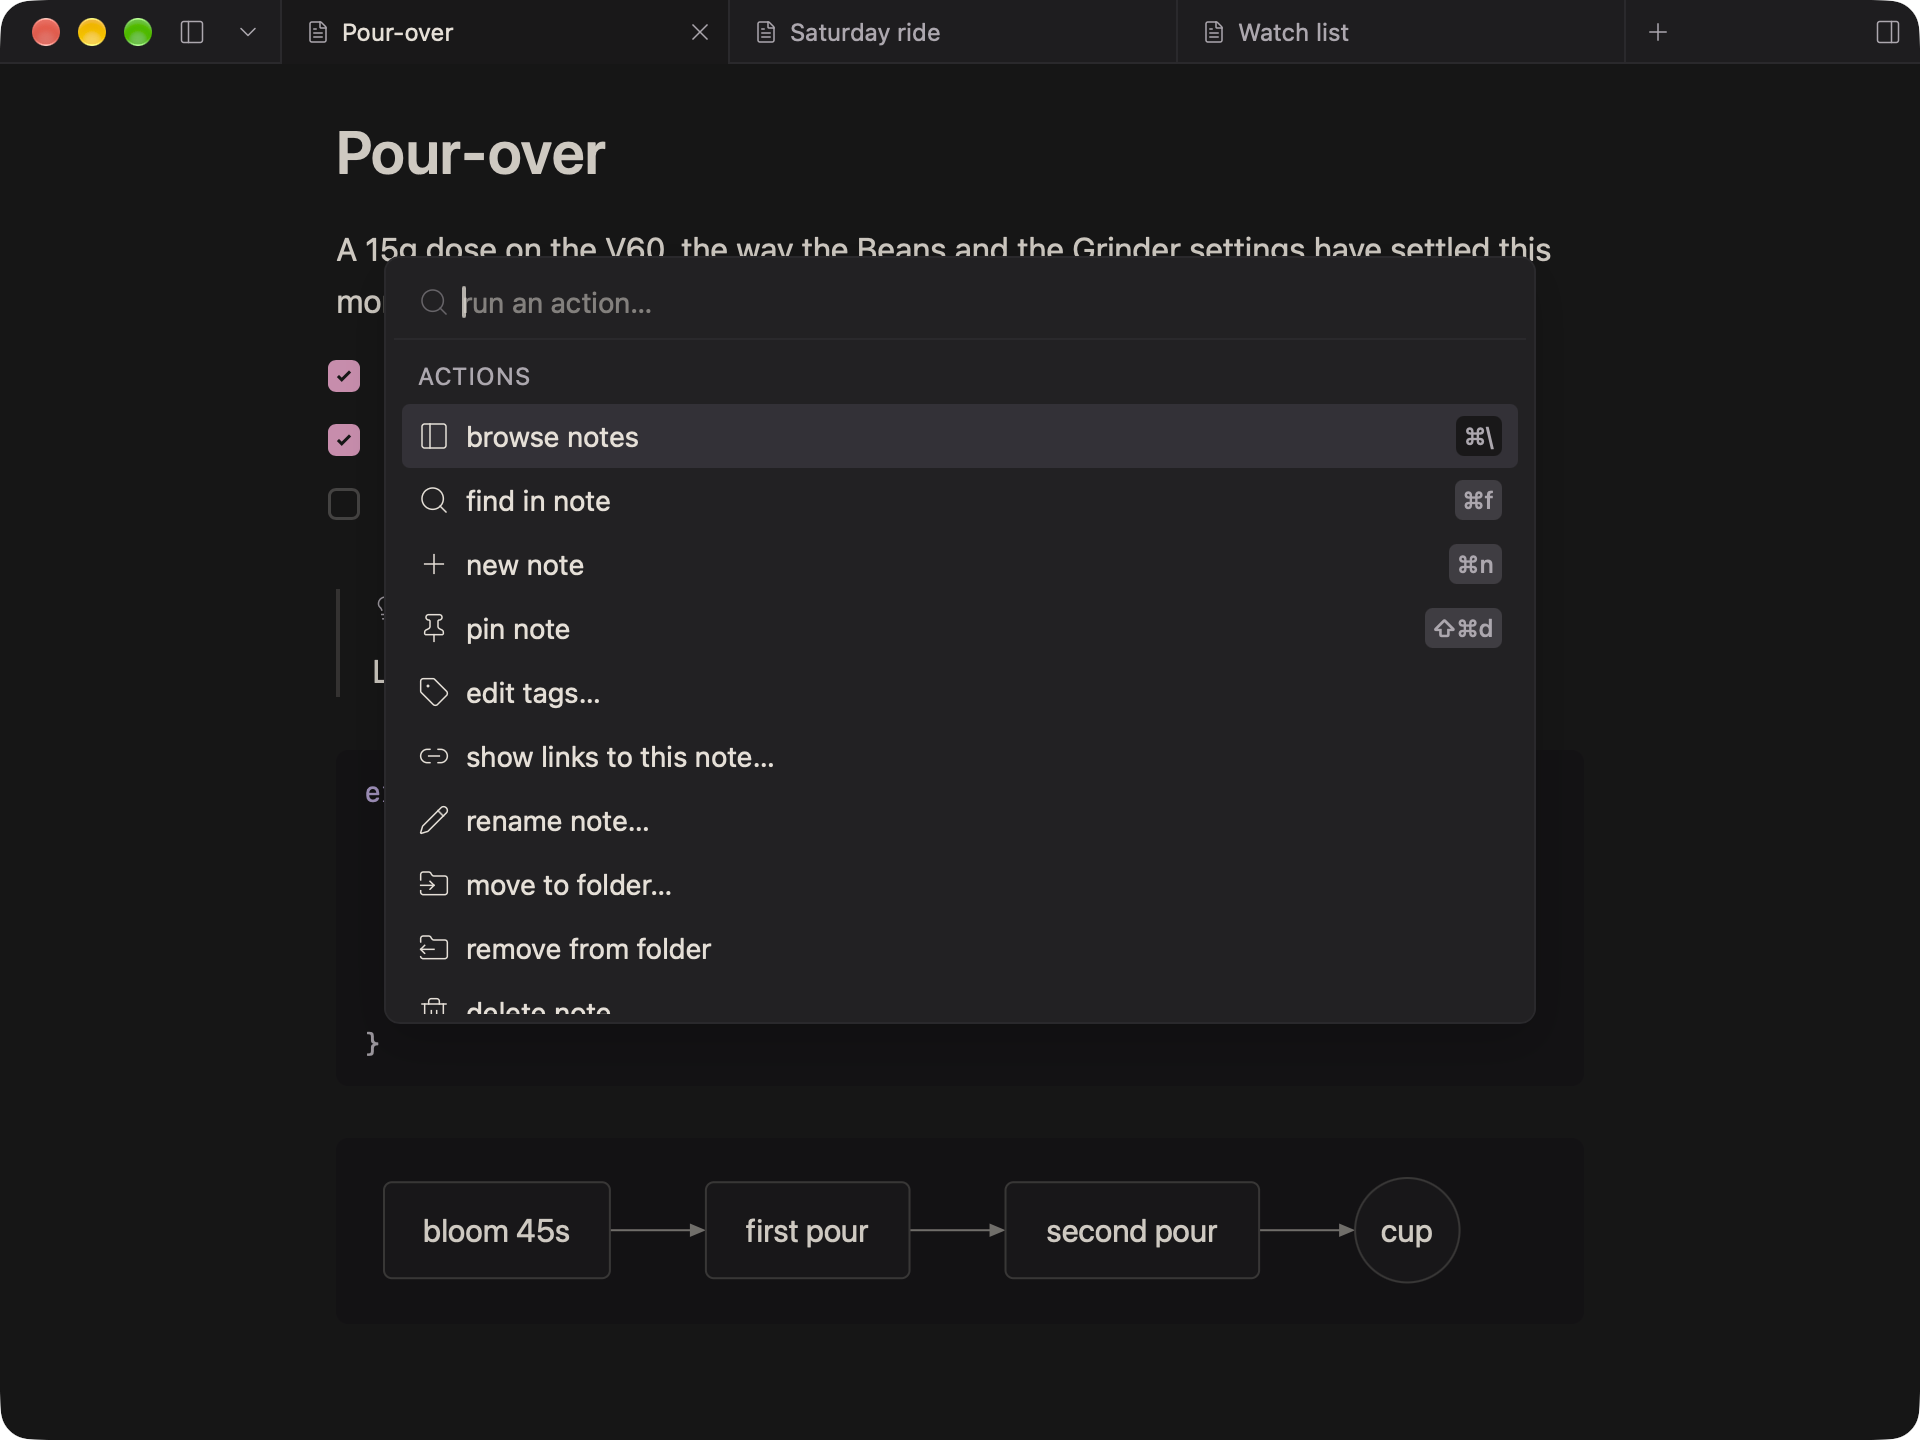 Pour-over
Saturday ride
Watch list
Pour-over
A 15g dose on the V60, the way the Beans and the Grinder settings have settled this
run an action...
ACTIONS
browse notes ⌘\
find in note ⌘f
new note ⌘n
pin note ⇧⌘d
edit tags...
show links to this note...
rename note...
move to folder...
remove from folder
delete note
}
bloom 45s
first pour
second pour
cup